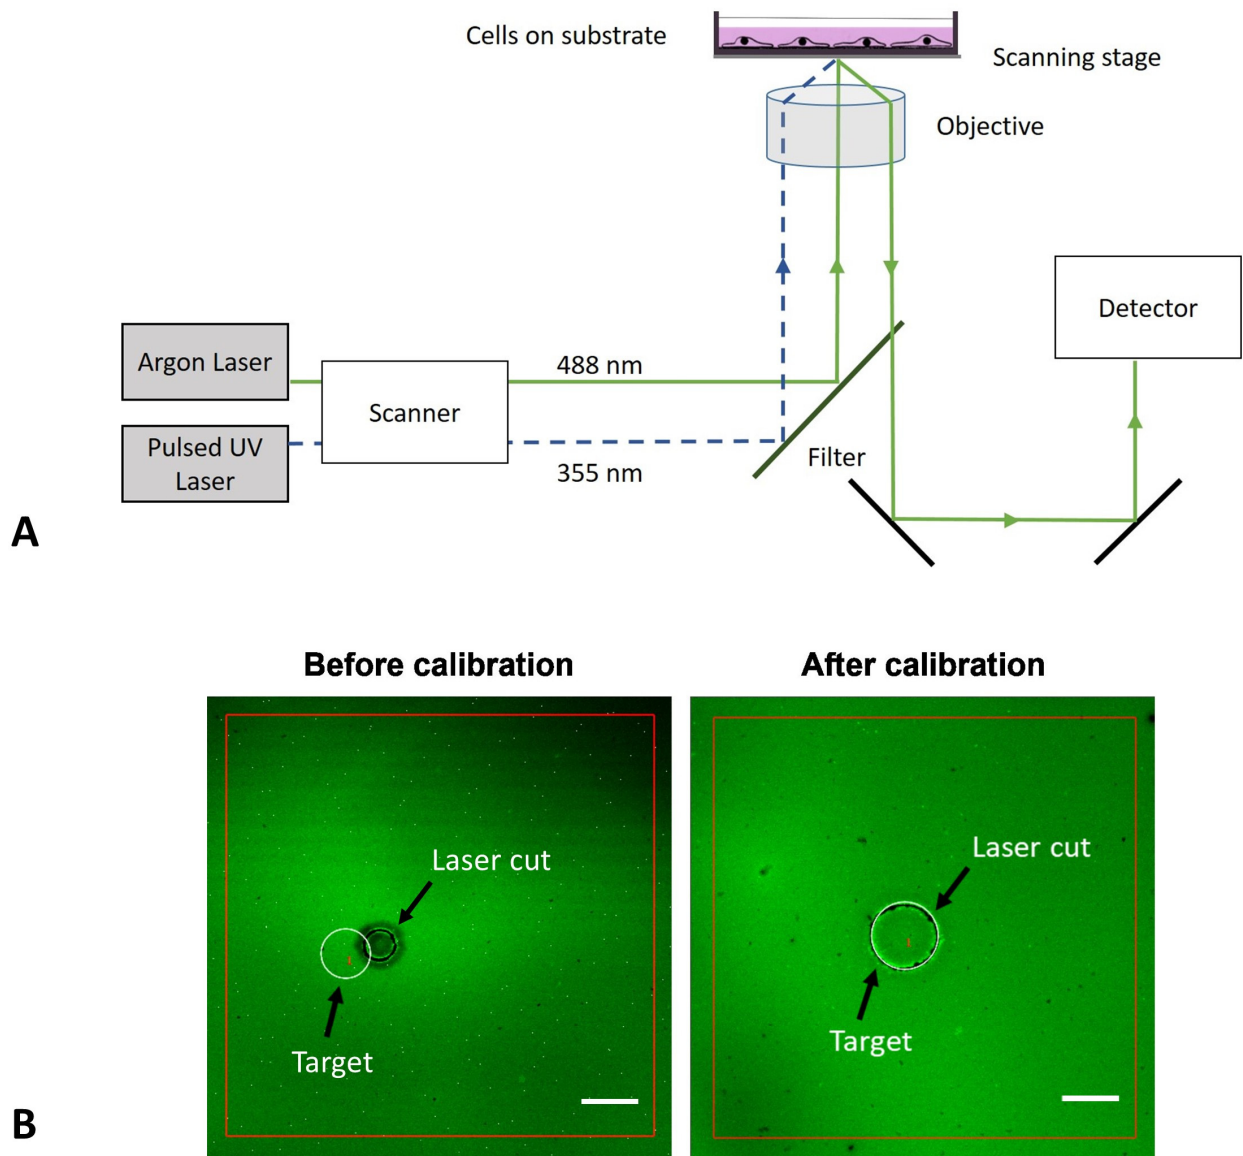 Cells on substrate
Scanning stage
Objective
Detector
Argon Laser
488 nm
Scanner
Pulsed UV
Laser
355 nm
Filter
A
Before calibration
After calibration
Laser cut
Laser cut
Target
Target
B